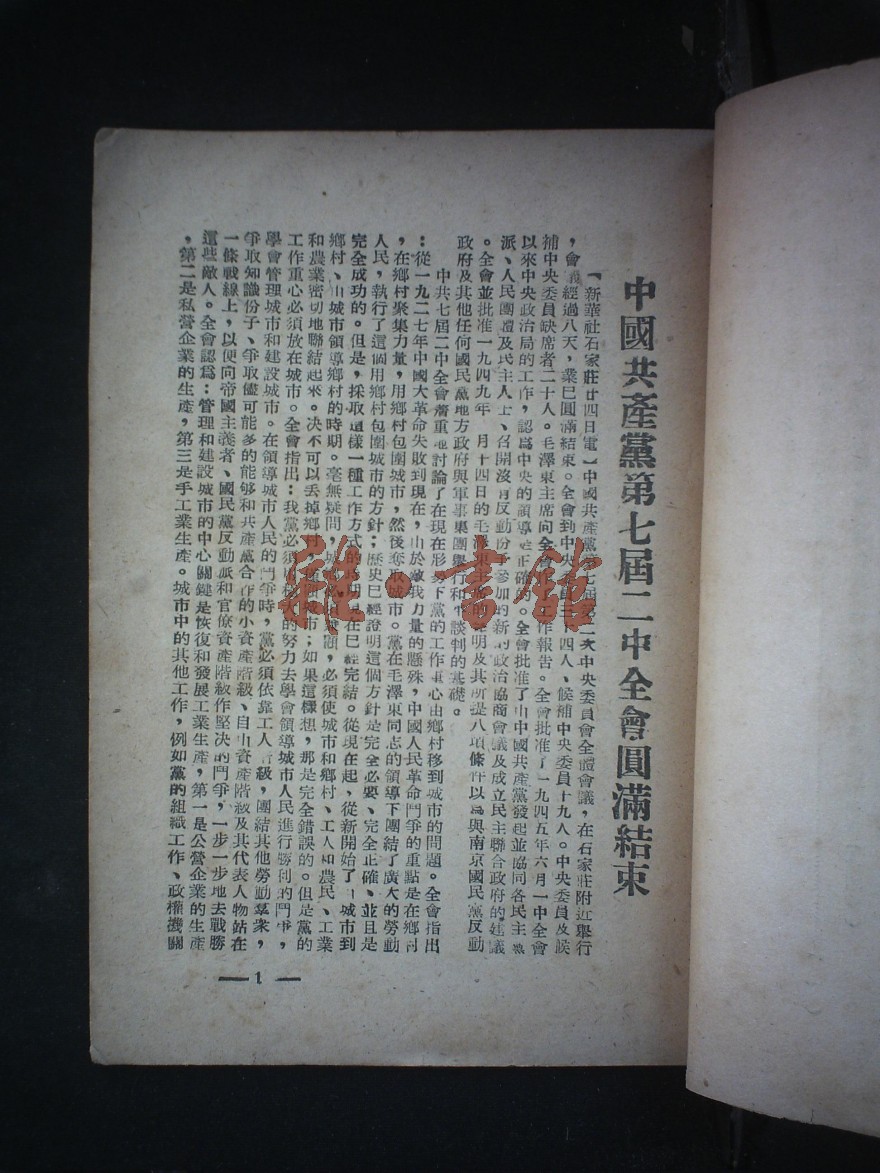 中國共產黨第七屆二中全會圓滿結束
【新華社石家莊廿四日電】中國共產黨第七屆第二次中央委員會全體會議，在石家莊附近舉行
，會議經過八天，業已圓滿結束。全會到中央委員三十四人、候補中央委員十九人。中央委員及候
補中央委員缺席者二十人。毛澤東主席向全會作工作報告。全會批准了一九四五年六月一中全會
以來中央政治局的工作，認爲中央的領導是正確的。全會批准了由中國共產黨發起並協同各民主黨
派、人民團體及民主人士、召開沒有反動份子參加的新的政治協商會議及成立民主聯合政府的建議
。全會並批准一九四九年一月十四日的毛澤東主席的聲明及其所提八項條件以爲與南京國民黨反動
政府及其他任何國民黨地方政府與軍事集團舉行和平談判的基礎。
中共七屆二中全會着重地討論了在現在形勢下黨的工作重心由鄉村移到城市的問題。全會指出
：從一九二七年中國大革命失敗到現在，由於敵我力量的懸殊，中國人民革命鬥爭的重點是在鄉村
，在鄉村聚集力量，用鄉村包圍城市，然後奪取城市。黨在毛澤東同志的領導下團結了廣大的勞動
人民，執行了這個用鄉村包圍城市的方針；歷史已經證明這個方針是完全必要、完全正確、並且是
完全成功的。但是，採取這樣一種工作方式的時期現在已經完結。從現在起，從新開始了由城市到
鄉村、由城市領導鄉村的時期。毫無疑問，城鄉必須兼顧，必須使城市和鄉村、工人和農民、工業
和農業密切地聯結起來。決不可以丟掉鄉村，僅顧城市；如果這樣想，那是完全錯誤的。但是黨的
工作重心必須放在城市。全會指出：我黨必須用極大的努力去學會領導城市人民進行勝利的鬥爭，
學會管理城市和建設城市。在領導城市人民的鬥爭時，黨必須依靠工人階級，團結其他勞動羣衆，
爭取知識份子、爭取儘可能多的能够和共產黨合作的小資產階級、自由資產階級及其代表人物站在
一條戰線上，以便向帝國主義者、國民黨反動派和官僚資產階級作堅決的鬥爭，一步一步地去戰勝
這些敵人。全會認爲：管理和建設城市的中心關鍵是恢復和發展工業生產，第一是公營企業的生產
，第二是私營企業的生產，第三是手工業生產。城市中的其他工作，例如黨的組織工作、政權機關
— 1 —
雅·書館